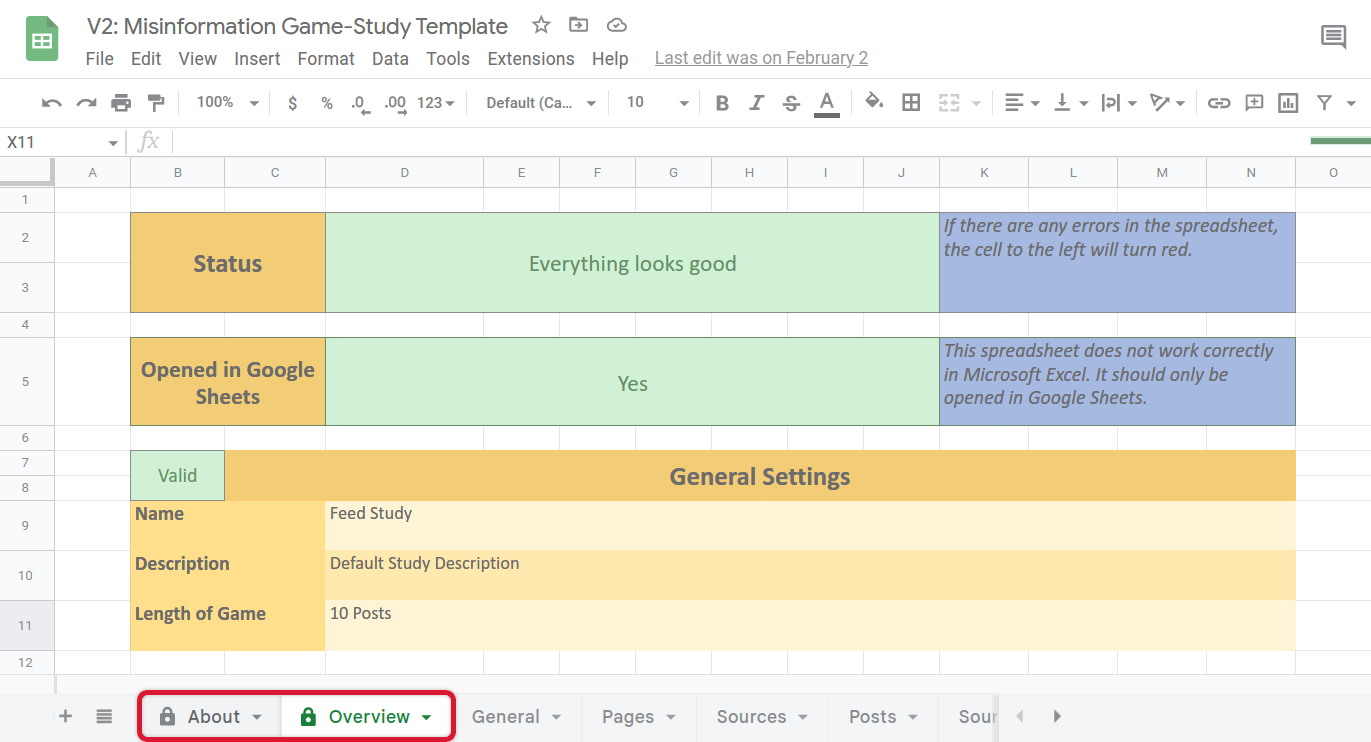 V2: Misinformation Game-Study Template
File Edit View Insert Format Data Tools Extensions Help Last edit was on February 2
100% $ % .0 .00 123 Default (Ca... 10 B I S A
X11 fx
A B C D E F G H I J K L M N O
1
2
3
Status
Everything looks good
If there are any errors in the spreadsheet,
the cell to the left will turn red.
4
5
Opened in Google
Sheets
Yes
This spreadsheet does not work correctly
in Microsoft Excel. It should only be
opened in Google Sheets.
6
7
8
Valid General Settings
9 Name Feed Study
10 Description Default Study Description
11 Length of Game 10 Posts
12
+ About Overview General Pages Sources Posts Sour